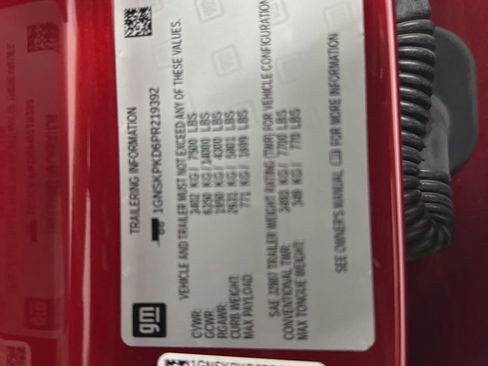 gm
TRAILERING INFORMATION
1GNSKPKD6PR219392
VEHICLE AND TRAILER MUST NOT EXCEED ANY OF THESE VALUES.
GVWR: 3402 KG / 7500 LBS
GCWR: 6350 KG / 14000 LBS
RGAWR: 1950 KG / 4300 LBS
CURB WEIGHT: 2631 KG / 5801 LBS
MAX PAYLOAD: 771 KG / 1699 LBS
SAE J2807 TRAILER WEIGHT RATING (TWR) FOR VEHICLE CONFIGURATION
CONVENTIONAL TWR: 3493 KG / 7700 LBS
MAX TONGUE WEIGHT: 349 KG / 770 LBS
SEE OWNER'S MANUAL FOR MORE INFORMATION